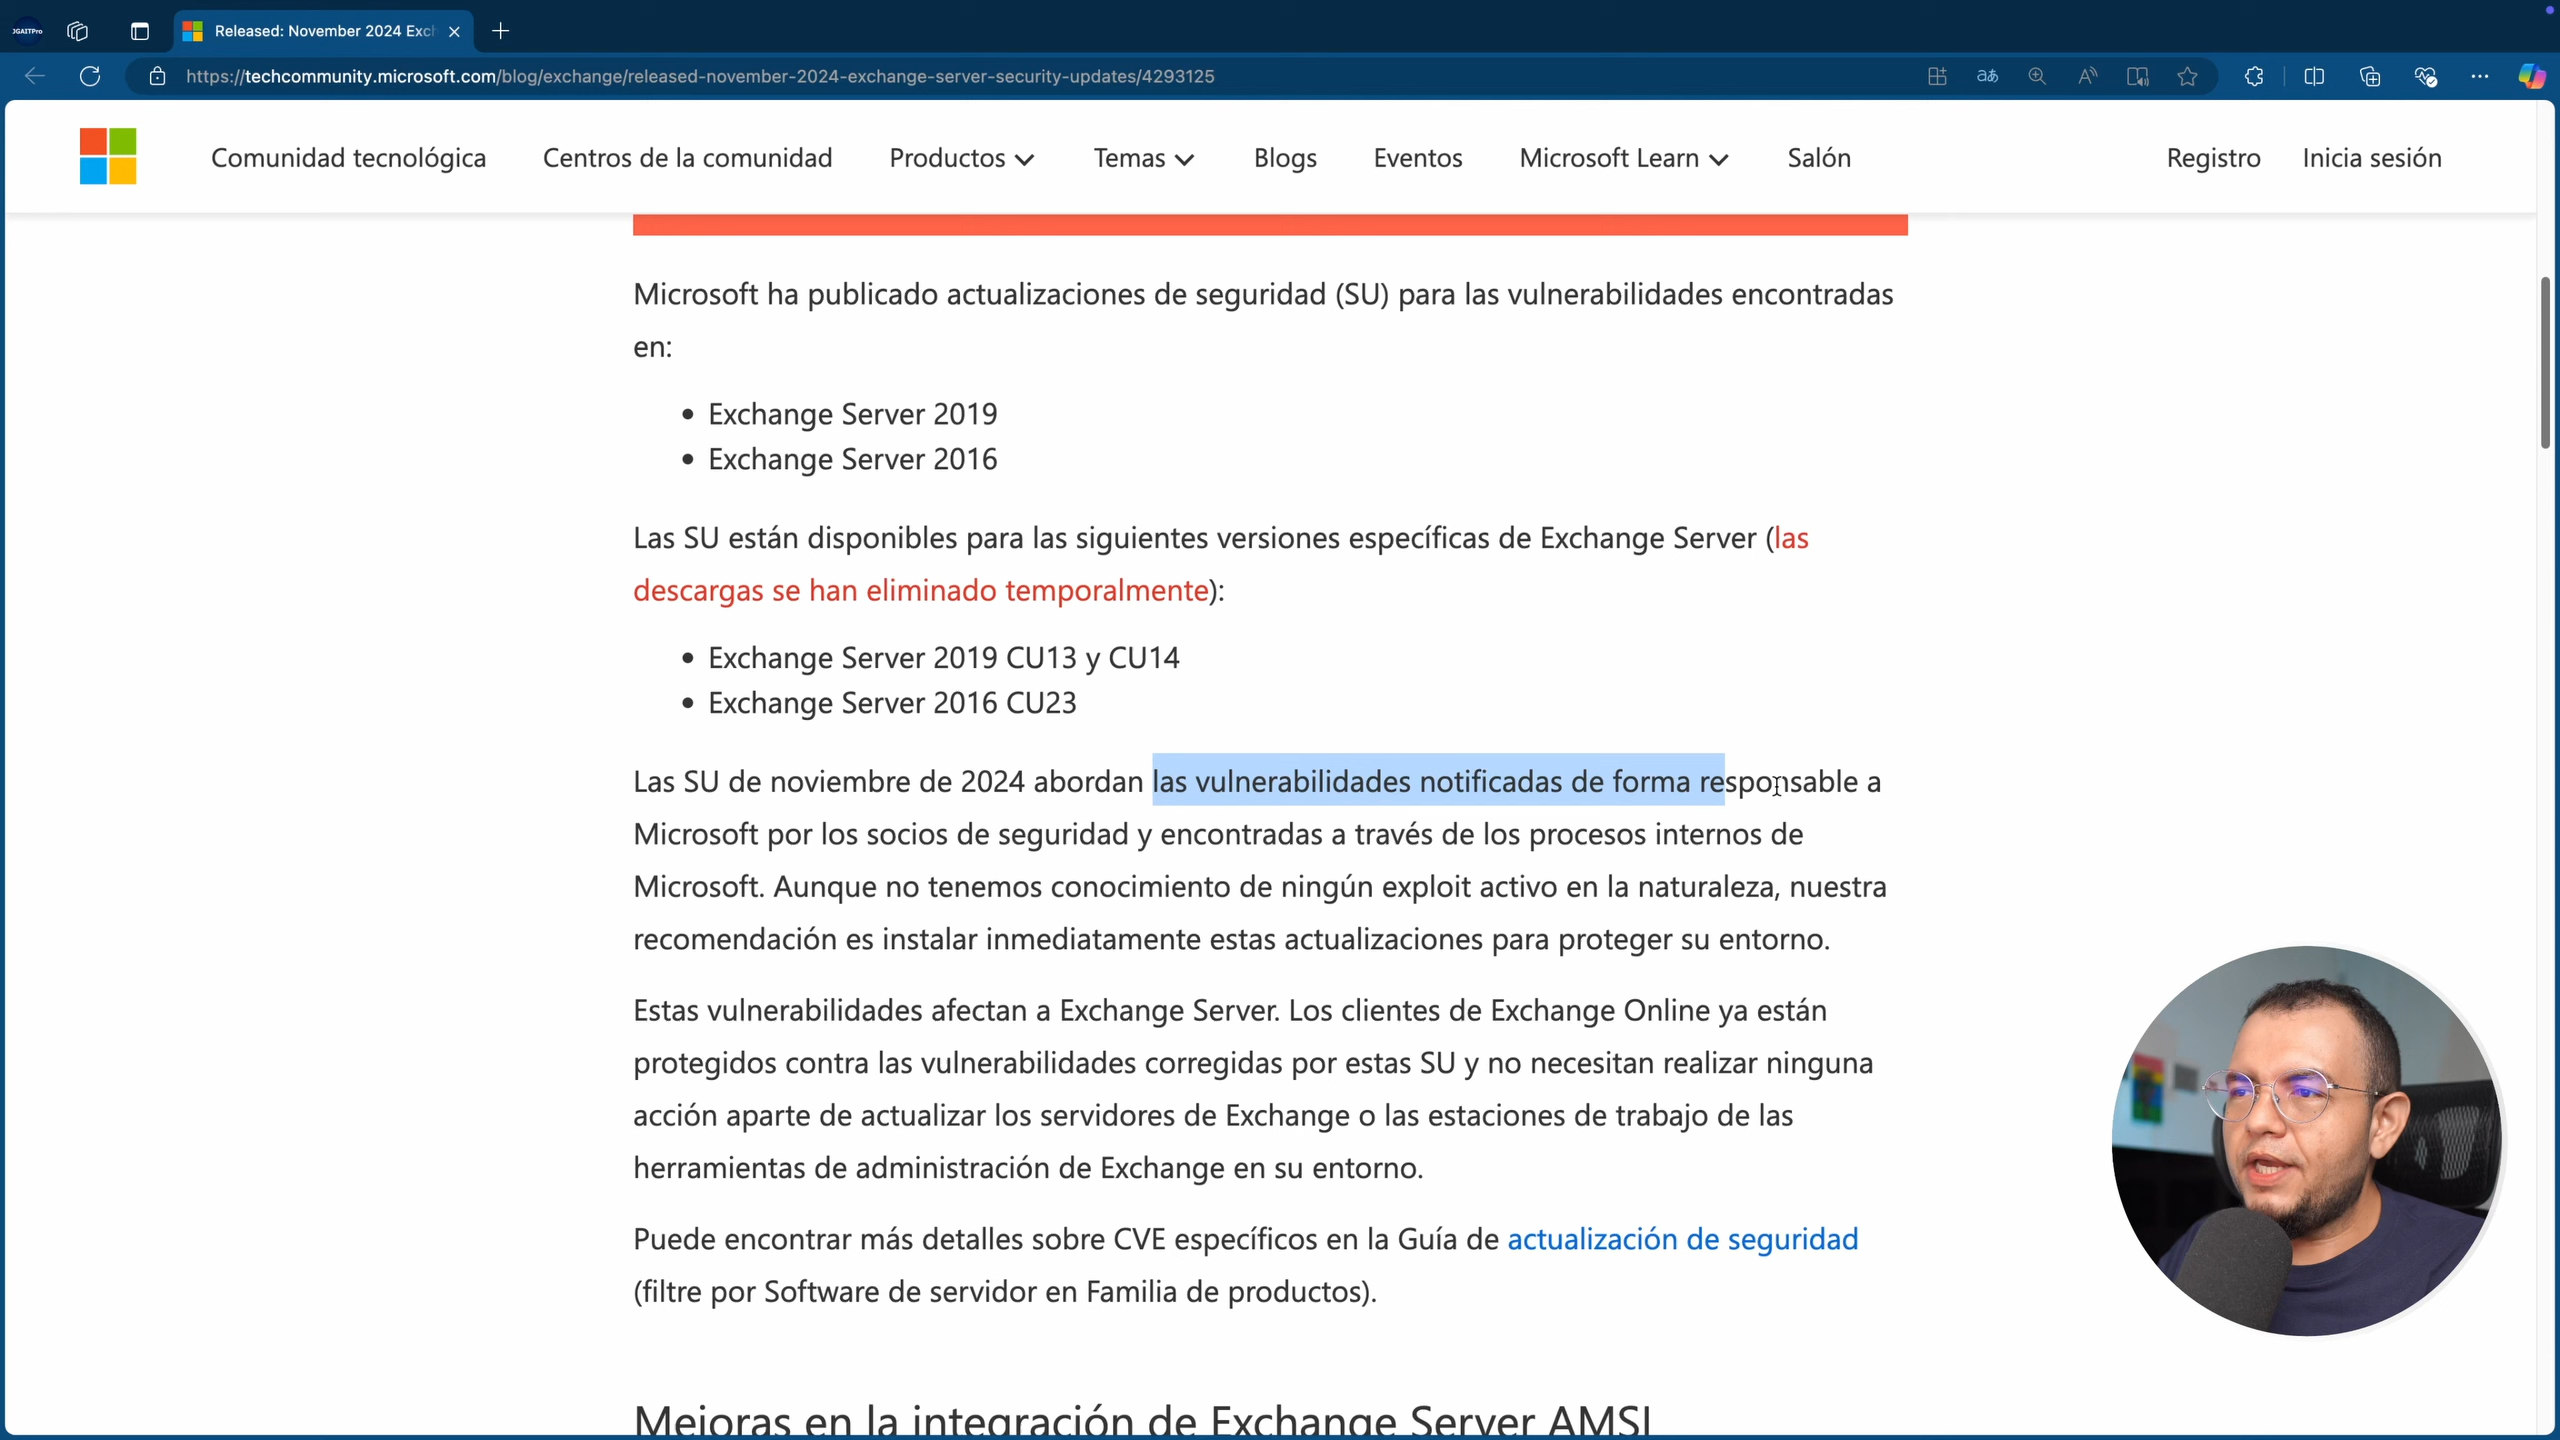 JGAITPro
Released: November 2024 Exch
https://techcommunity.microsoft.com/blog/exchange/released-november-2024-exchange-server-security-updates/4293125
Comunidad tecnológica Centros de la comunidad Productos Temas Blogs Eventos Microsoft Learn Salón Registro Inicia sesión
Microsoft ha publicado actualizaciones de seguridad (SU) para las vulnerabilidades encontradas
en:
• Exchange Server 2019
• Exchange Server 2016
Las SU están disponibles para las siguientes versiones específicas de Exchange Server (las
descargas se han eliminado temporalmente):
• Exchange Server 2019 CU13 y CU14
• Exchange Server 2016 CU23
Las SU de noviembre de 2024 abordan las vulnerabilidades notificadas de forma responsable a
Microsoft por los socios de seguridad y encontradas a través de los procesos internos de
Microsoft. Aunque no tenemos conocimiento de ningún exploit activo en la naturaleza, nuestra
recomendación es instalar inmediatamente estas actualizaciones para proteger su entorno.
Estas vulnerabilidades afectan a Exchange Server. Los clientes de Exchange Online ya están
protegidos contra las vulnerabilidades corregidas por estas SU y no necesitan realizar ninguna
acción aparte de actualizar los servidores de Exchange o las estaciones de trabajo de las
herramientas de administración de Exchange en su entorno.
Puede encontrar más detalles sobre CVE específicos en la Guía de actualización de seguridad
(filtre por Software de servidor en Familia de productos).
Mejoras en la integración de Exchange Server AMSI